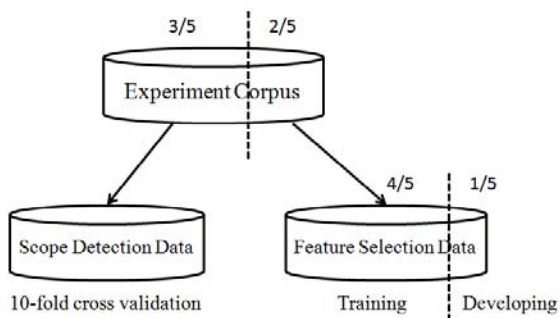 3/5 2/5
Experiment Corpus
4/5 1/5
Scope Detection Data
Feature Selection Data
10-fold cross validation
Training
Developing